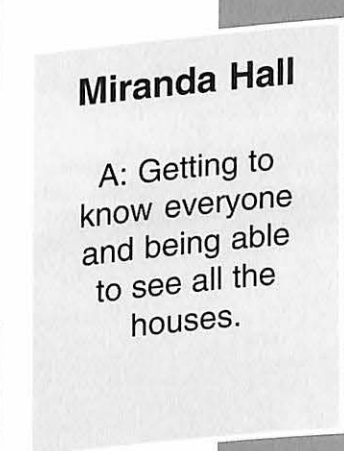 Miranda Hall
A: Getting to
know everyone
and being able
to see all the
houses.